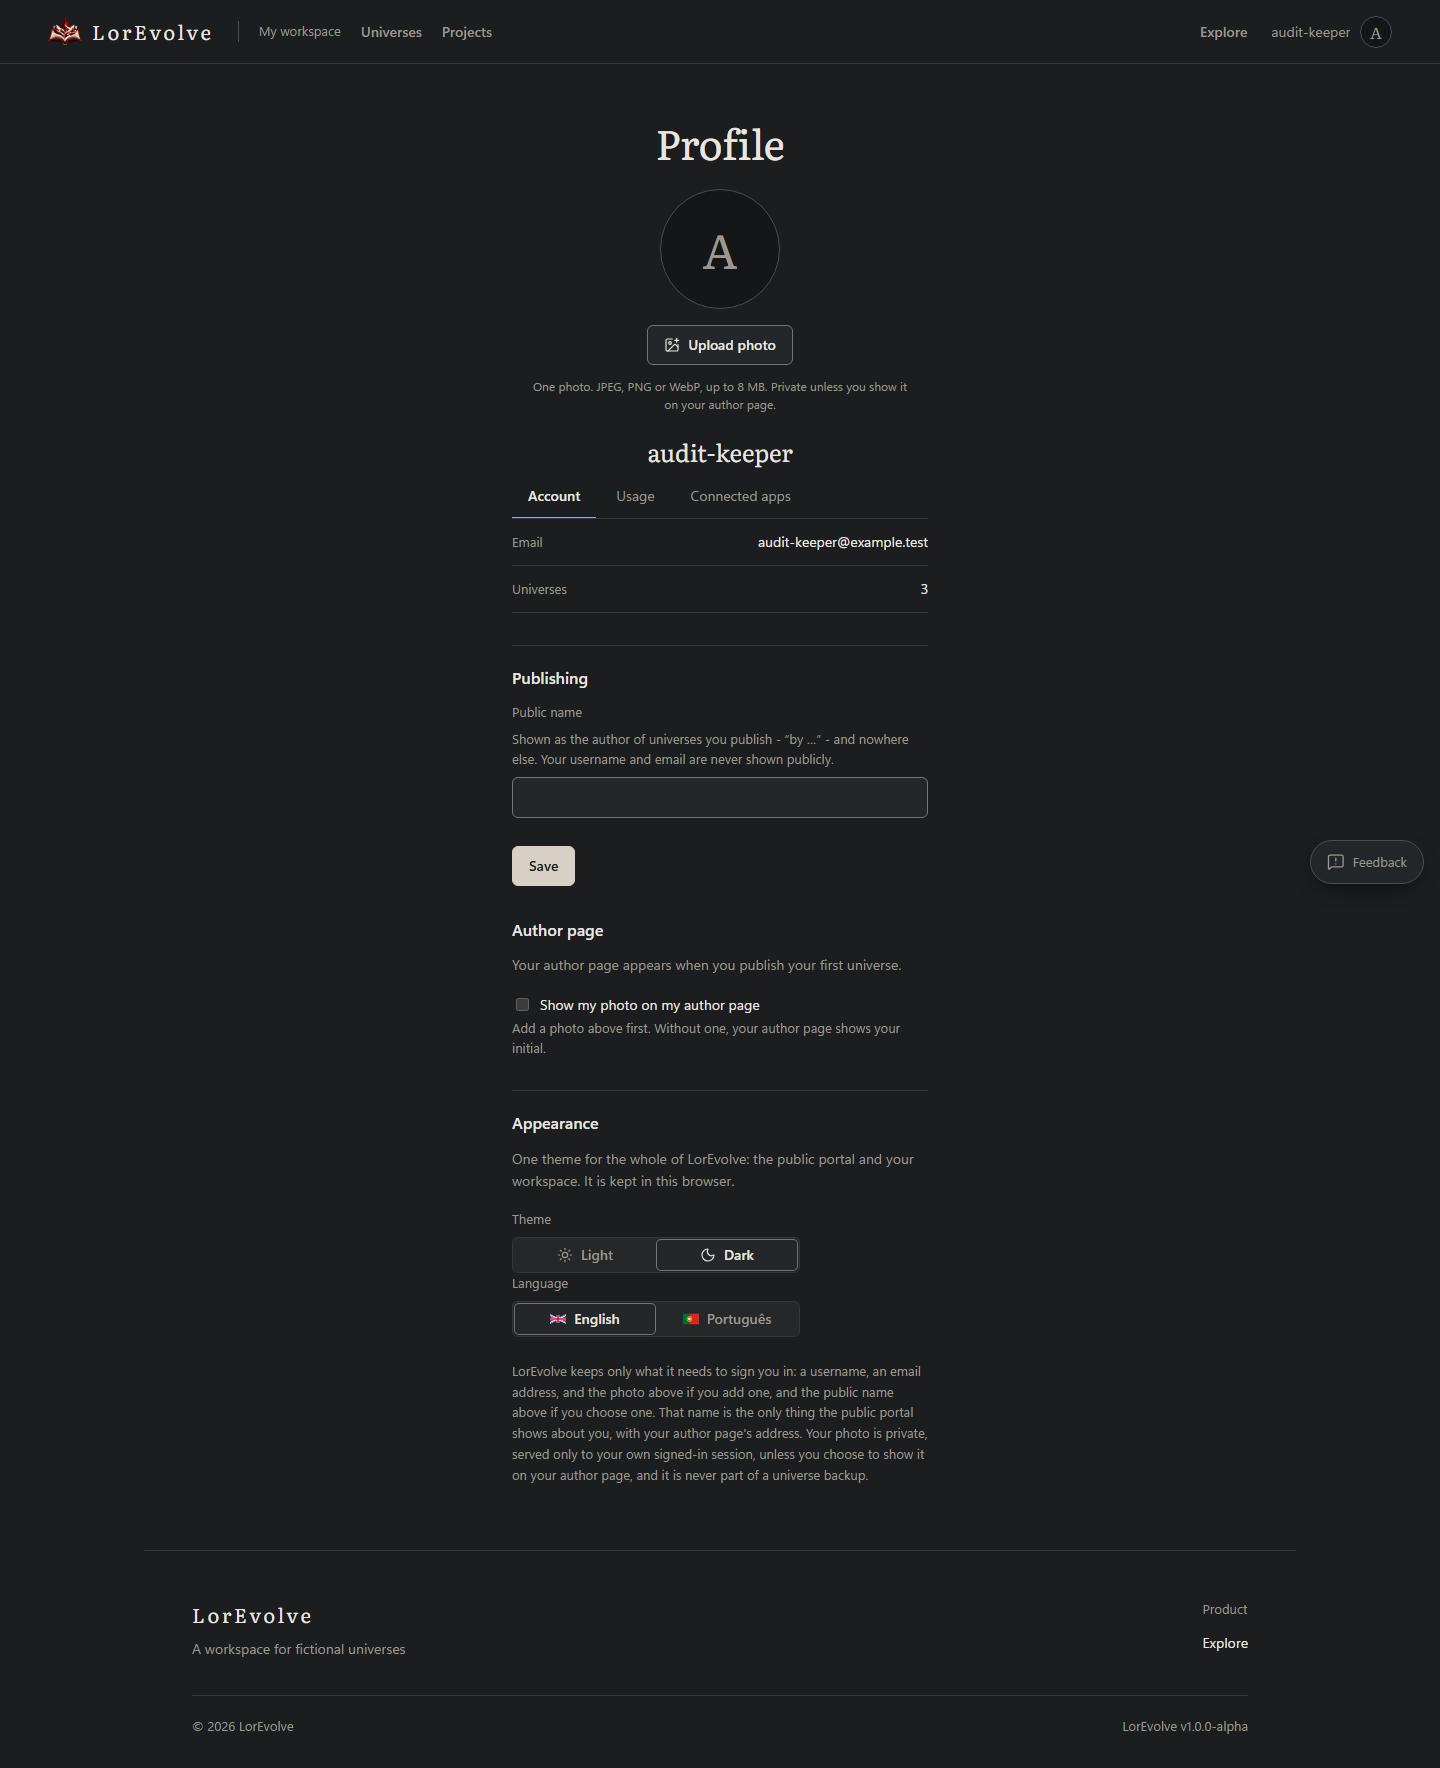 LorEvolve
My workspace
Universes
Projects
Explore
audit-keeper
A
Profile
A
Upload photo
One photo. JPEG, PNG or WebP, up to 8 MB. Private unless you show it
on your author page.
audit-keeper
Account
Usage
Connected apps
Email
audit-keeper@example.test
Universes
3
Publishing
Public name
Shown as the author of universes you publish - “by …” - and nowhere
else. Your username and email are never shown publicly.
Save
Feedback
Author page
Your author page appears when you publish your first universe.
Show my photo on my author page
Add a photo above first. Without one, your author page shows your
initial.
Appearance
One theme for the whole of LorEvolve: the public portal and your
workspace. It is kept in this browser.
Theme
Light
Dark
Language
English
Português
LorEvolve keeps only what it needs to sign you in: a username, an email
address, and the photo above if you add one, and the public name
above if you choose one. That name is the only thing the public portal
shows about you, with your author page's address. Your photo is private,
served only to your own signed-in session, unless you choose to show it
on your author page, and it is never part of a universe backup.
LorEvolve
A workspace for fictional universes
Product
Explore
© 2026 LorEvolve
LorEvolve v1.0.0-alpha